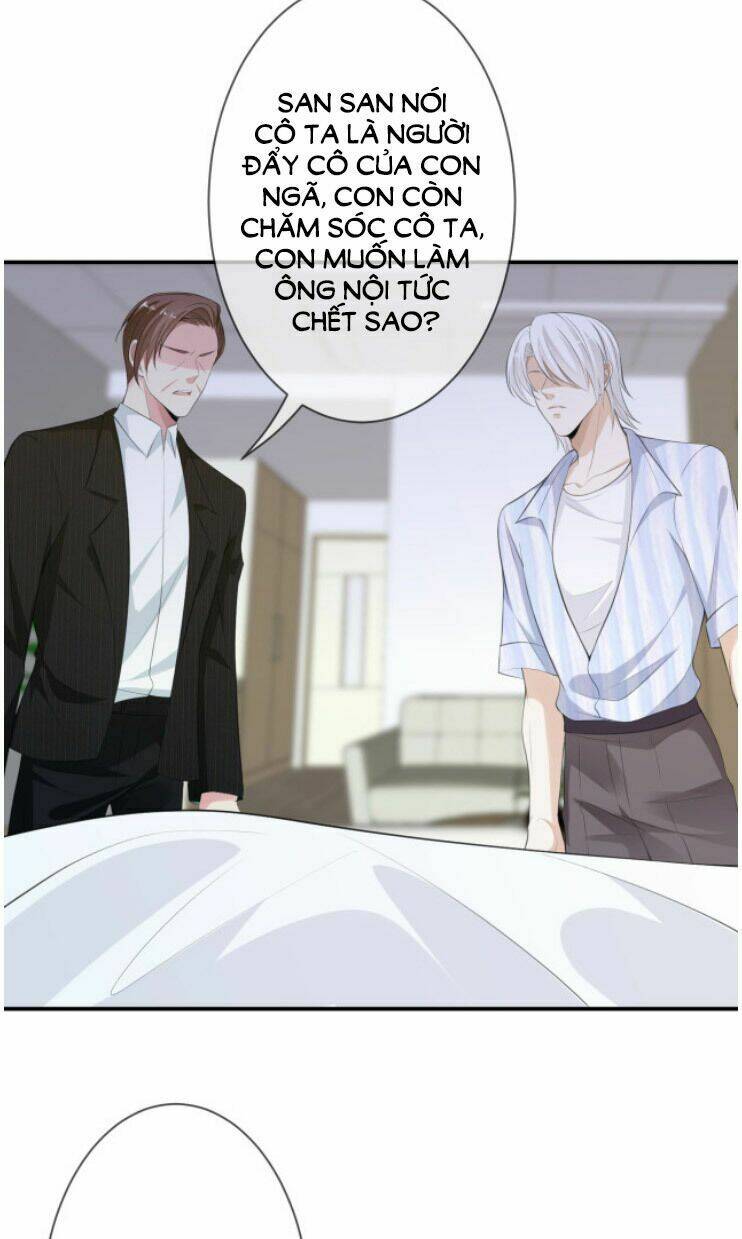 SAN SAN NÓI
CÔ TA LÀ NGƯỜI
ĐẨY CÔ CỦA CON
NGÃ, CON CÒN
CHĂM SÓC CÔ TA,
CON MUỐN LÀM
ÔNG NỘI TỨC
CHẾT SAO?